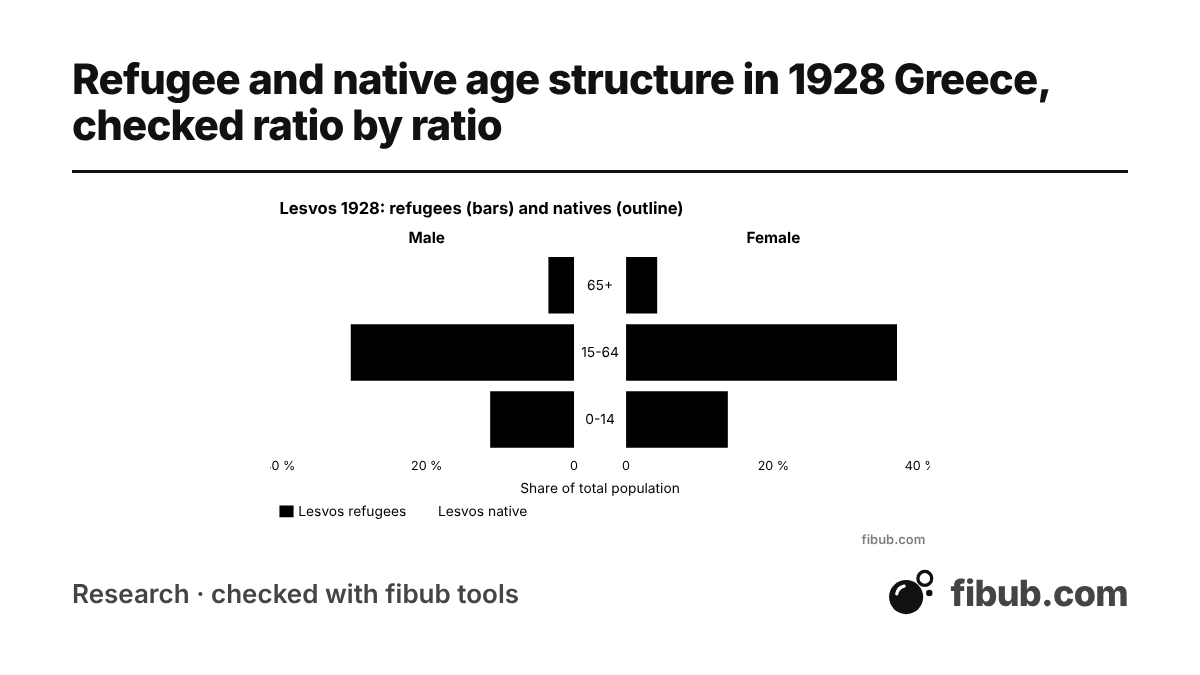 Refugee and native age structure in 1928 Greece,
checked ratio by ratio
Lesvos 1928: refugees (bars) and natives (outline)
Male Female
65+
15-64
0-14
0 % 20 % 0 0 20 % 40 %
Share of total population
Lesvos refugees Lesvos native
fibub.com
Research · checked with fibub tools
fibub.com